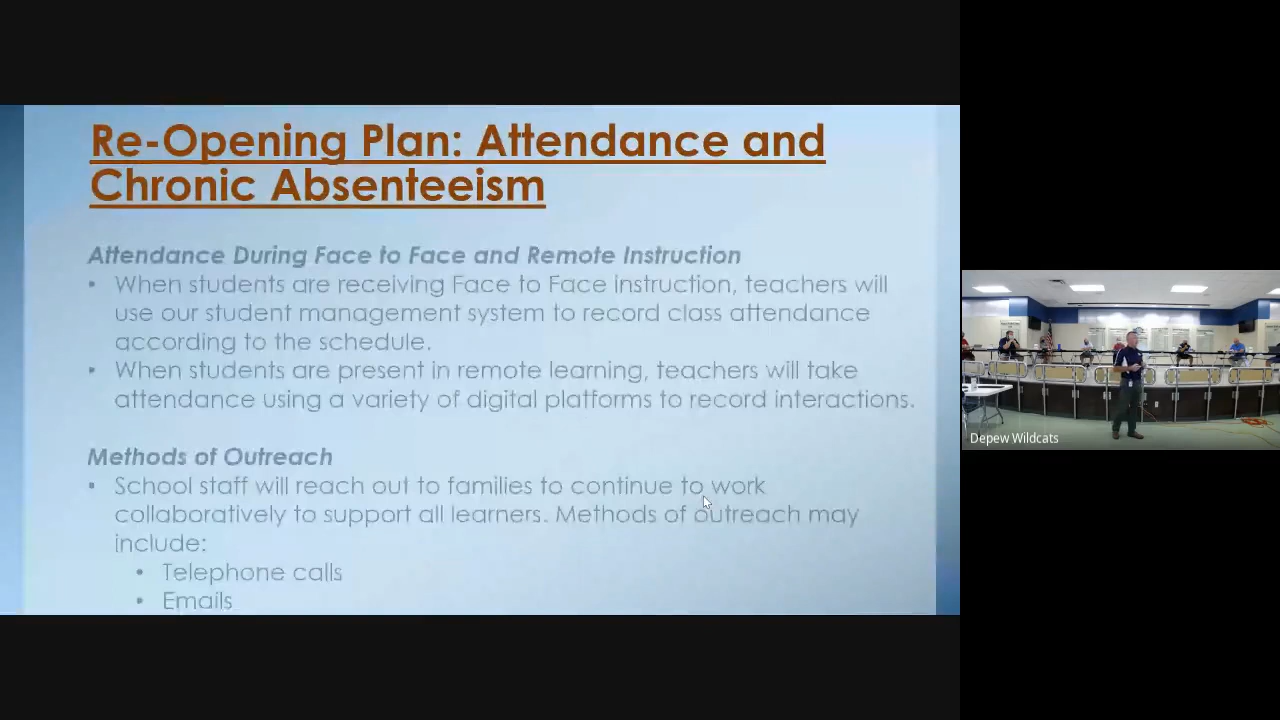 Re-Opening Plan: Attendance and
Chronic Absenteeism
Attendance During Face to Face and Remote Instruction
• When students are receiving Face to Face instruction, teachers will
use our student management system to record class attendance
according to the schedule.
• When students are present in remote learning, teachers will take
attendance using a variety of digital platforms to record interactions.
Methods of Outreach
• School staff will reach out to families to continue to work
collaboratively to support all learners. Methods of outreach may
include:
• Telephone calls
• Emails
Depew Wildcats